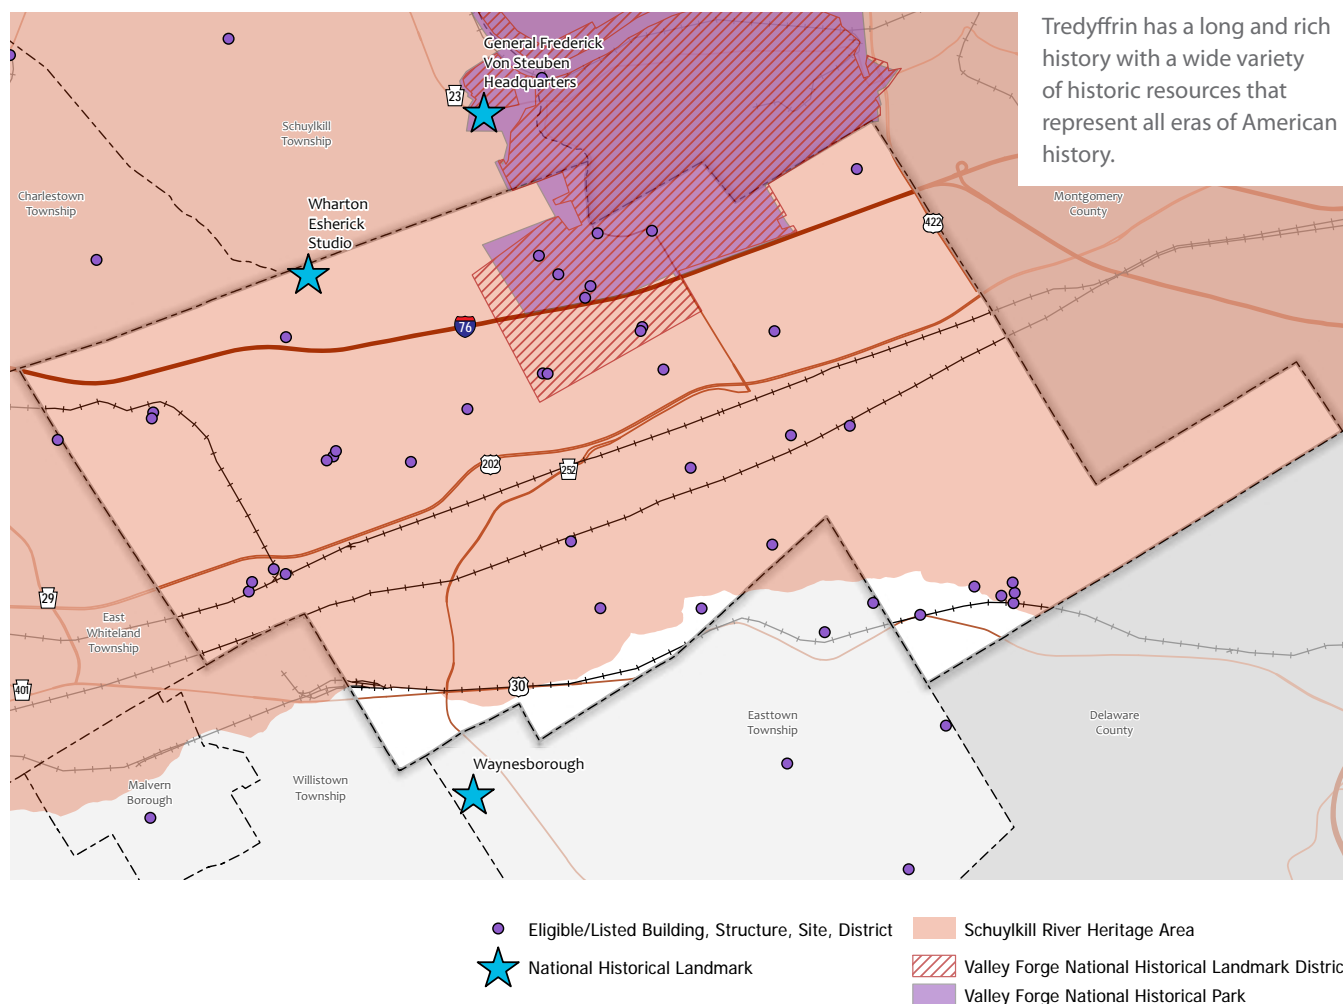 Tredyffrin has a long and rich
history with a wide variety
of historic resources that
represent all eras of American
history.
General Frederick
Von Steuben
Headquarters
23
Schuylkill
Township
Charlestown
Township
Wharton
Esherick
Studio
Montgomery
County
422
76
202
252
29
East
Whiteland
Township
401
30
Easttown
Township
Delaware
County
Waynesborough
Willistown
Township
Malvern
Borough
Eligible/Listed Building, Structure, Site, District
National Historical Landmark
Schuylkill River Heritage Area
Valley Forge National Historical Landmark Distric
Valley Forge National Historical Park